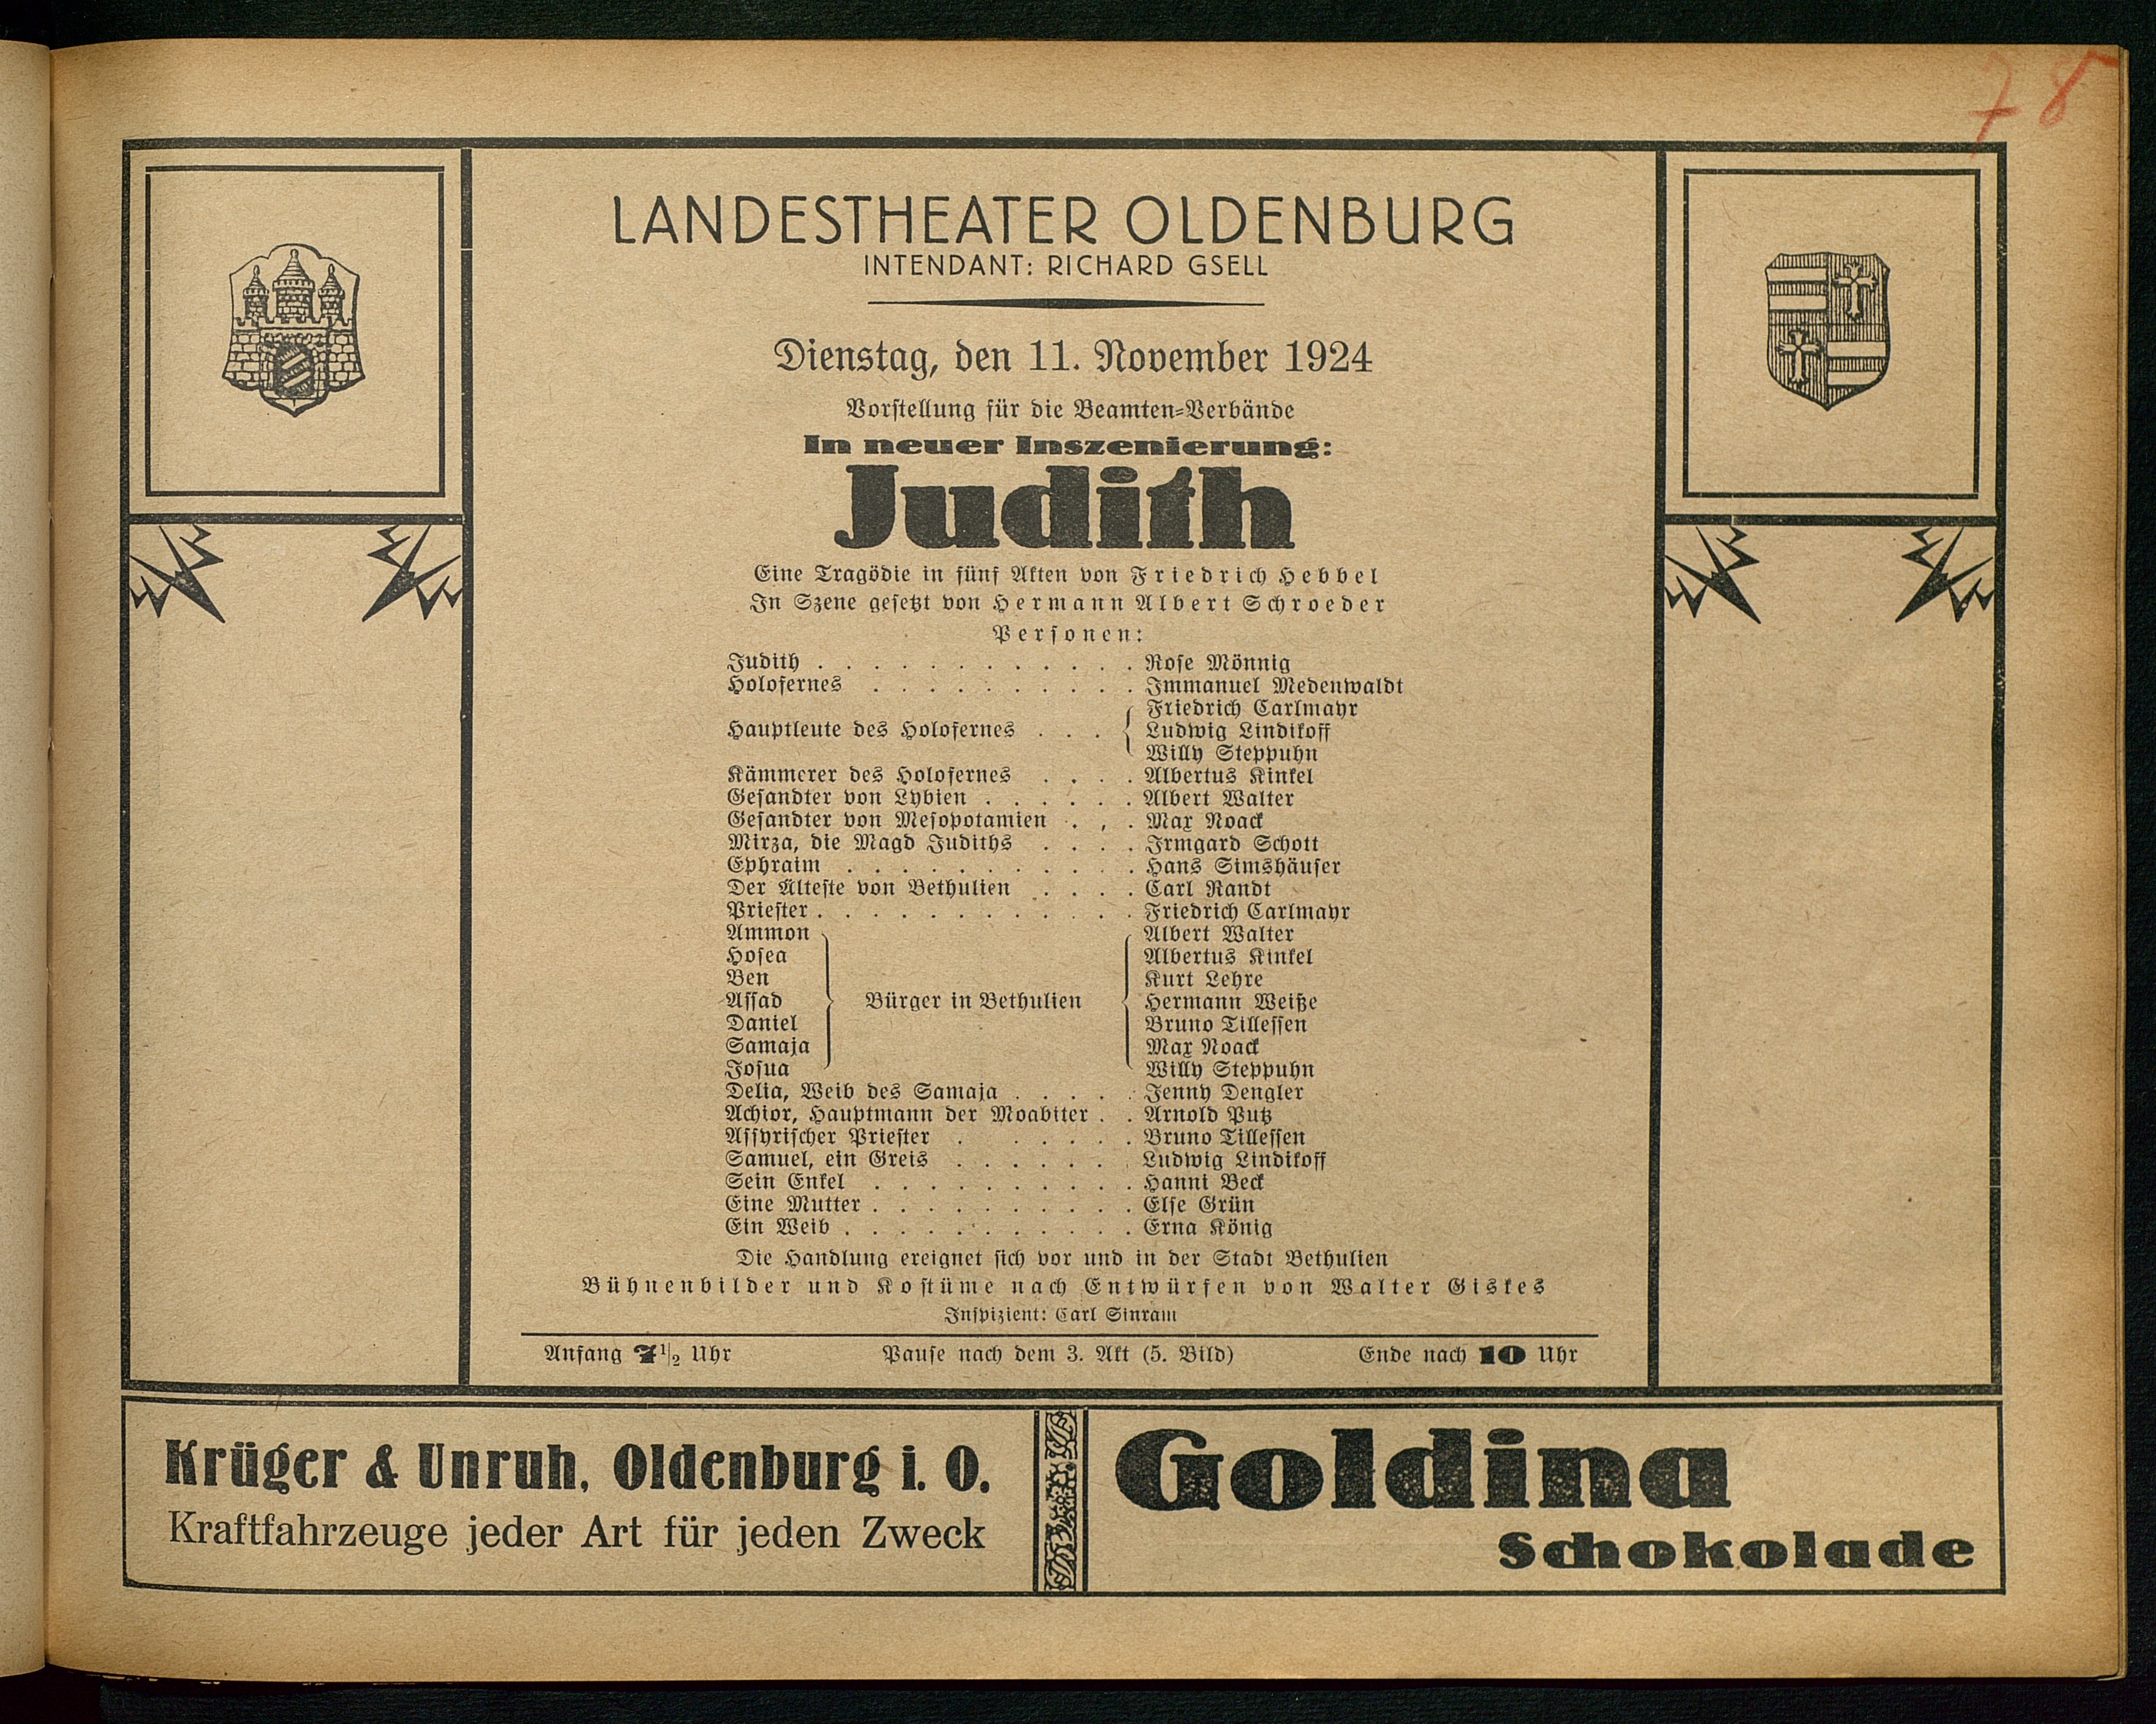 78
LANDESTHEATER OLDENBURG
INTENDANT: RICHARD GSELL
Dienstag, den 11. November 1924
Vorstellung für die Beamten-Verbände
In neuer Inszenierung:
Judith
Eine Tragödie in fünf Akten von Friedrich Hebbel
In Szene gesetzt von Hermann Albert Schroeder
Personen:
Judith . . . . . . . . . . . . Rose Mönnig
Holofernes . . . . . . . . . . Immanuel Medenwaldt
Friedrich Carlmayr
Hauptleute des Holofernes . . . { Ludwig Lindikoff
Willy Steppuhn
Kämmerer des Holofernes . . . . Albertus Kinkel
Gesandter von Lybien . . . . . . Albert Walter
Gesandter von Mesopotamien . . . Max Noack
Mirza, die Magd Judiths . . . . Irmgard Schott
Ephraim . . . . . . . . . . . Hans Simshäuser
Der Älteste von Bethulien . . . . Carl Randt
Priester . . . . . . . . . . . . Friedrich Carlmayr
Ammon Albert Walter
Hosea Albertus Kinkel
Ben Kurt Lehre
Assad } Bürger in Bethulien { Hermann Weiße
Daniel Bruno Tillessen
Samaja Max Noack
Josua Willy Steppuhn
Delia, Weib des Samaja . . . . . Jenny Dengler
Achior, Hauptmann der Moabiter . . Arnold Putz
Assyrischer Priester . . . . . . Bruno Tillessen
Samuel, ein Greis . . . . . . . Ludwig Lindikoff
Sein Enkel . . . . . . . . . . Hanni Beck
Eine Mutter . . . . . . . . . . Else Grün
Ein Weib . . . . . . . . . . . Erna König
Die Handlung ereignet sich vor und in der Stadt Bethulien
Bühnenbilder und Kostüme nach Entwürfen von Walter Giskes
Inspizient: Carl Sinram
Anfang 7½ Uhr Pause nach dem 3. Akt (5. Bild) Ende nach 10 Uhr
Krüger & Unruh, Oldenburg i. O.
Kraftfahrzeuge jeder Art für jeden Zweck
Goldina
Schokolade